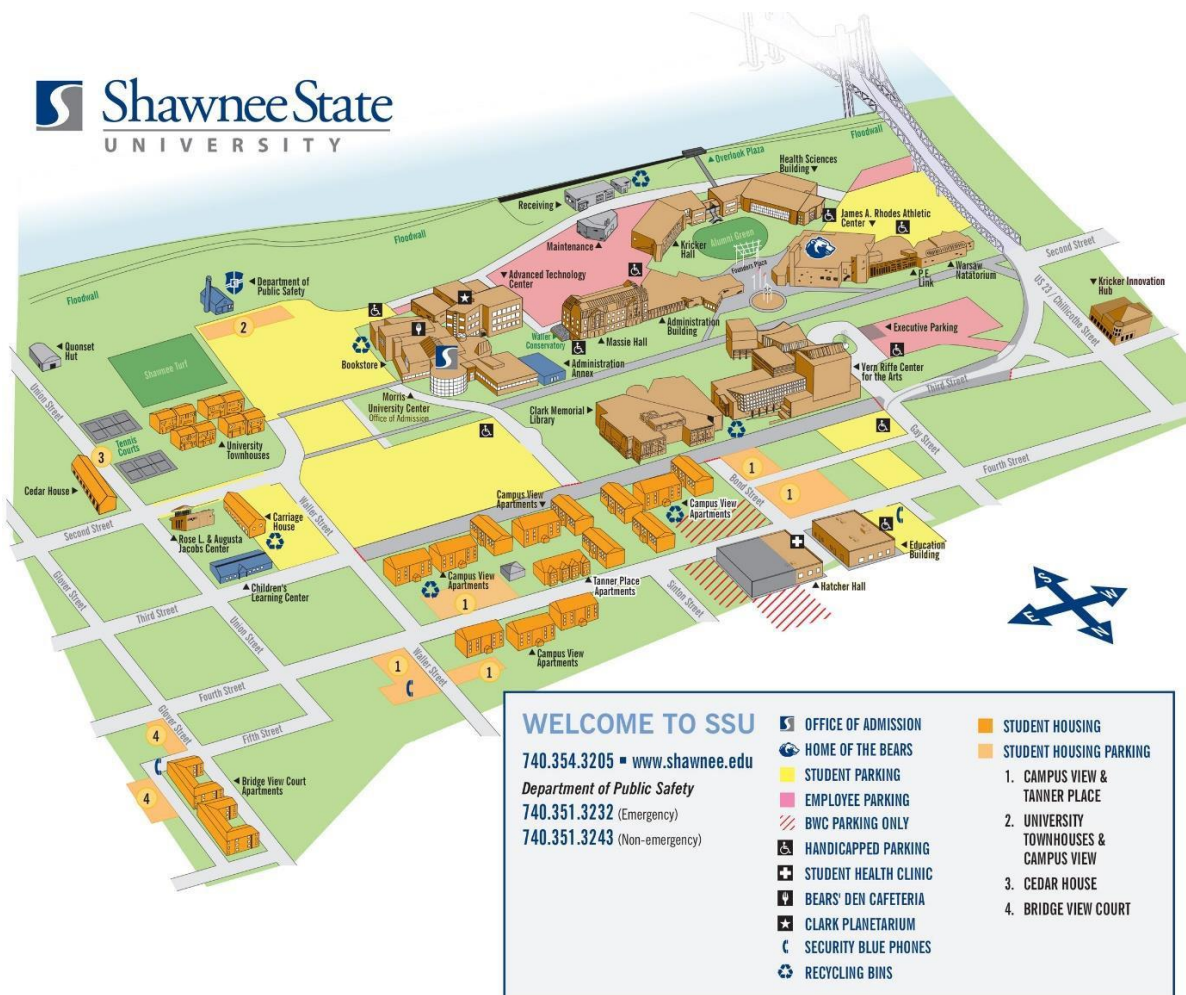 Shawnee State
UNIVERSITY
Floodwall
Overlook Plaza
Health Sciences
Building
Receiving
James A. Rhodes Athletic
Center
Floodwall
Maintenance
Kricker
Hall
Alumni Green
Second Street
Floodwall
Department of
Public Safety
Advanced Technology
Center
Founders Plaza
P.E.
Link
Warsaw
Natatorium
US 23 / Chillicothe Street
Kricker Innovation
Hub
2
Administration
Building
Executive Parking
Quonset
Hut
Shawnee Turf
Bookstore
Watter
Conservatory
Massie Hall
Administration
Annex
Vern Riffe Center
for the Arts
Third Street
Union Street
Morris
University Center
Office of Admission
Clark Memorial
Library
Gay Street
Tennis
Courts
University
Townhouses
3
Fourth Street
Cedar House
Waller Street
Campus View
Apartments
1
Bond Street
1
Campus View
Apartments
Second Street
Carriage
House
Rose L. & Augusta
Jacobs Center
Education
Building
Glover Street
Children's
Learning Center
Campus View
Apartments
Tanner Place
Apartments
Hatcher Hall
Sinton Street
1
Third Street
Union Street
S
W
E
N
Campus View
Apartments
Waller Street
1
1
Fourth Street
Glover Street
Fifth Street
4
Bridge View Court
Apartments
4
WELCOME TO SSU
740.354.3205 ■ www.shawnee.edu
Department of Public Safety
740.351.3232 (Emergency)
740.351.3243 (Non-emergency)
OFFICE OF ADMISSION
HOME OF THE BEARS
STUDENT PARKING
EMPLOYEE PARKING
BWC PARKING ONLY
HANDICAPPED PARKING
STUDENT HEALTH CLINIC
BEARS' DEN CAFETERIA
CLARK PLANETARIUM
SECURITY BLUE PHONES
RECYCLING BINS
STUDENT HOUSING
STUDENT HOUSING PARKING
1. CAMPUS VIEW &
TANNER PLACE
2. UNIVERSITY
TOWNHOUSES &
CAMPUS VIEW
3. CEDAR HOUSE
4. BRIDGE VIEW COURT